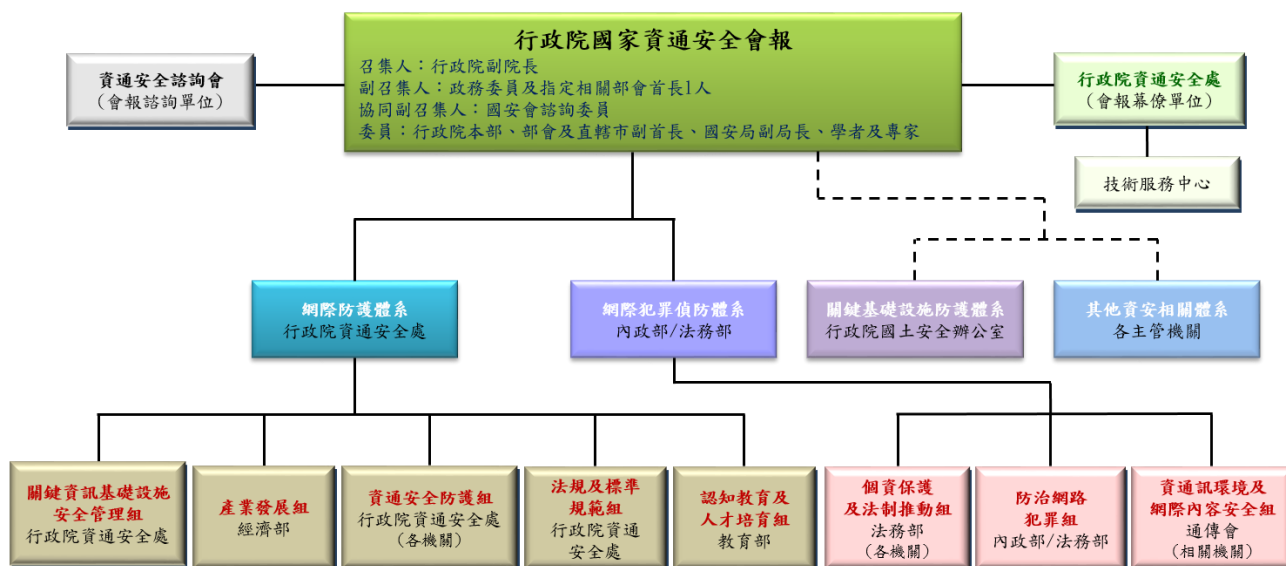 行政院國家資通安全會報
召集人：行政院副院長
副召集人：政務委員及指定相關部會首長1人
協同副召集人：國安會諮詢委員
委員：行政院本部、部會及直轄市副首長、國安局副局長、學者及專家
資通安全諮詢會
（會報諮詢單位）
行政院資通安全處
（會報幕僚單位）
技術服務中心
網際防護體系
行政院資通安全處
網際犯罪偵防體系
內政部/法務部
關鍵基礎設施防護體系
行政院國土安全辦公室
其他資安相關體系
各主管機關
關鍵資訊基礎設施
安全管理組
行政院資通安全處
產業發展組
經濟部
資通安全防護組
行政院資通安全處
（各機關）
法規及標準
規範組
行政院資通
安全處
認知教育及
人才培育組
教育部
個資保護
及法制推動組
法務部
（各機關）
防治網路
犯罪組
內政部/法務部
資通訊環境及
網際內容安全組
通傳會
（相關機關）